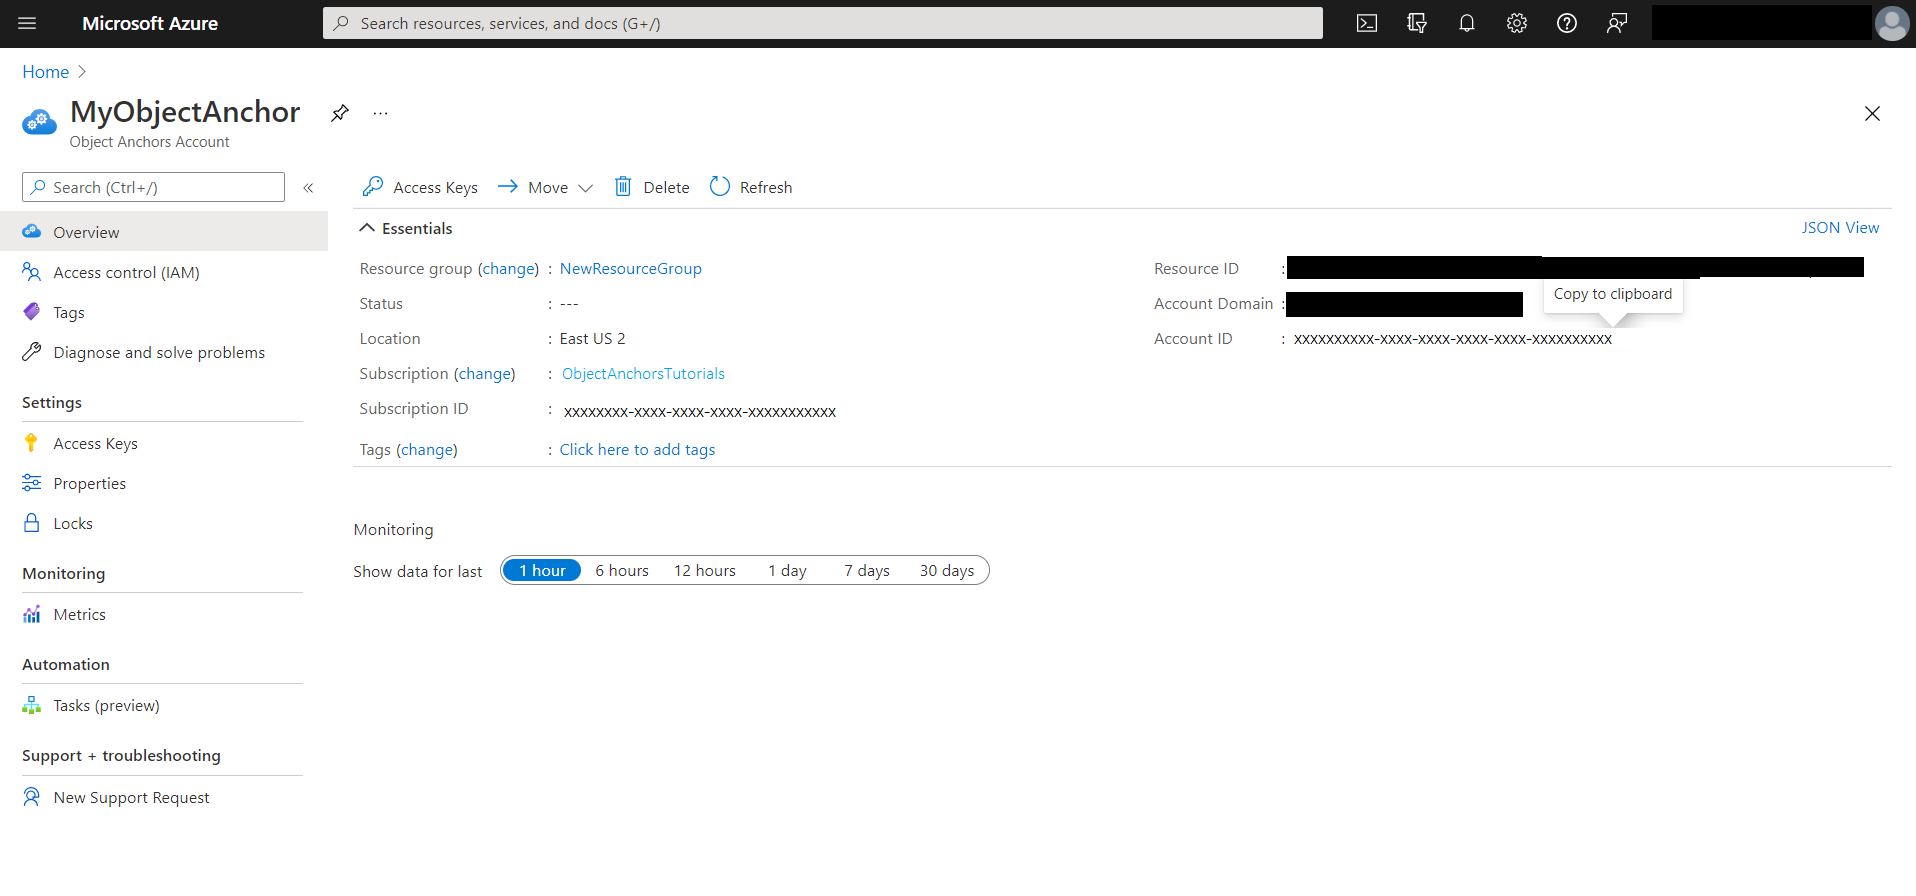 Microsoft Azure
Search resources, services, and docs (G+/)
Home
MyObjectAnchor
...
Object Anchors Account
Search (Ctrl+/)
«
Overview
Access control (IAM)
Tags
Diagnose and solve problems
Settings
Access Keys
Properties
Locks
Monitoring
Metrics
Automation
Tasks (preview)
Support + troubleshooting
New Support Request
Access Keys Move Delete Refresh
Essentials JSON View
Resource group (change) : NewResourceGroup
Status : ---
Location : East US 2
Subscription (change) : ObjectAnchorsTutorials
Subscription ID : xxxxxxxx-xxxx-xxxx-xxxx-xxxxxxxxxxx
Tags (change) : Click here to add tags
Resource ID :
Copy to clipboard
Account Domain :
Account ID : xxxxxxxxxx-xxxx-xxxx-xxxx-xxxx-xxxxxxxxxx
Monitoring
Show data for last 1 hour 6 hours 12 hours 1 day 7 days 30 days